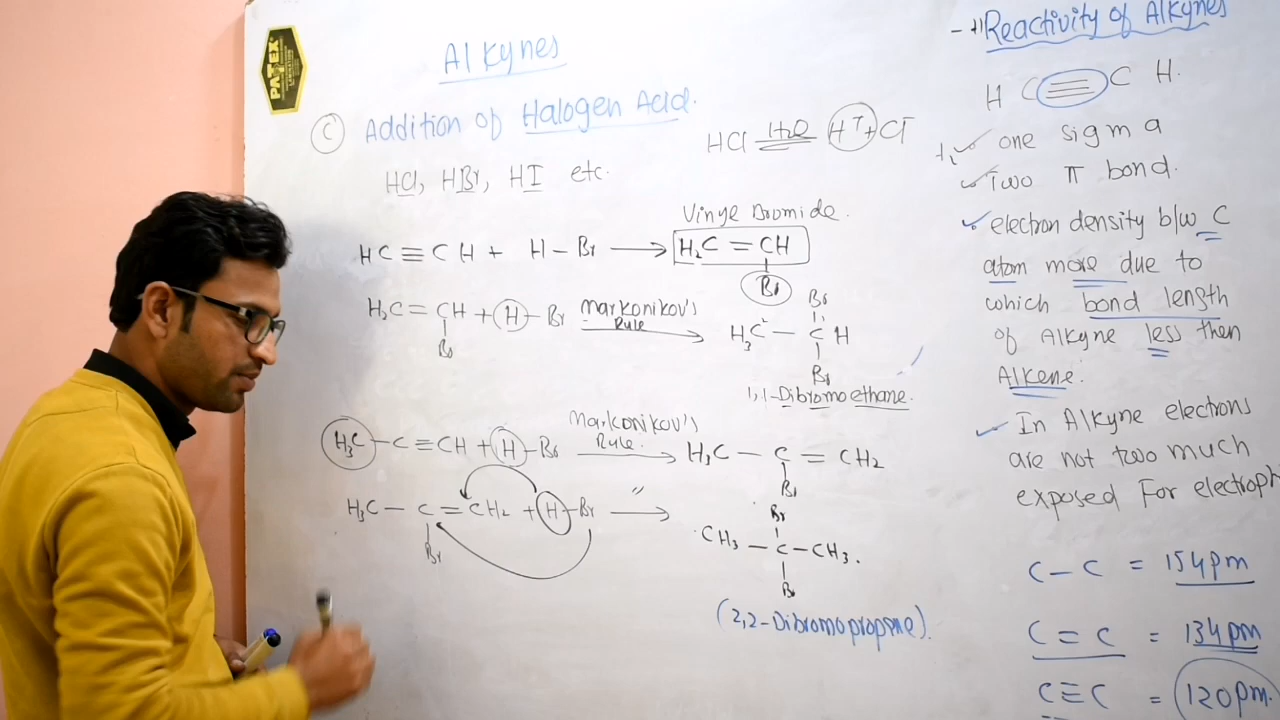 PATEX
Alkynes
(C) Addition of Halogen Acid.
HCl, HBr, HI etc.
HCl H2O H⁺ + Cl⁻
Vinye Bromide.
HC ≡ CH + H – Br ⟶ H2C = CH
Br
H2C = CH + H – Br Markonikov's Rule ⟶
Br
Br
H3C – CH
Br
1,1-Dibromoethane.
H3C – C ≡ CH + H – Br Markonikov's Rule. ⟶ H3C – C = CH2
Br
H3C – C = CH2 + H – Br " ⟶
Br
Br
CH3 – C – CH3.
Br
(2,2-Dibromopropane).
Reactivity of Alkynes
H C ≡ C H.
one sigma
Two π bond.
electron density b/w C
atom more due to
which bond length
of Alkyne less then
Alkene.
In Alkyne electrons
are not two much
exposed For electroph
C – C = 154pm
C = C = 134pm
C ≡ C = 120pm.